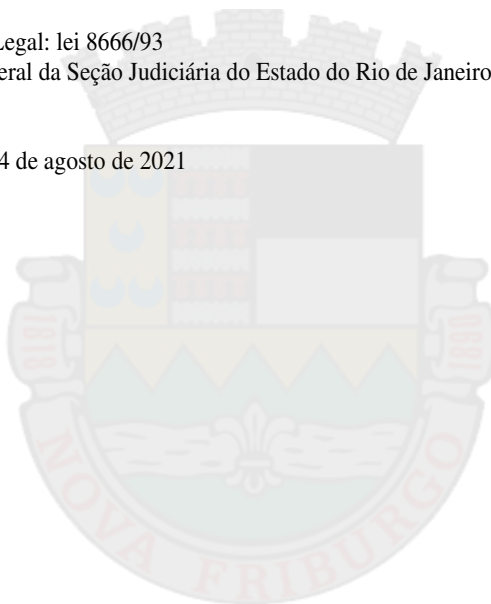 Legal: lei 8666/93
eral da Seção Judiciária do Estado do Rio de Janeiro
4 de agosto de 2021
1818
1890
NOVA FRIBURGO